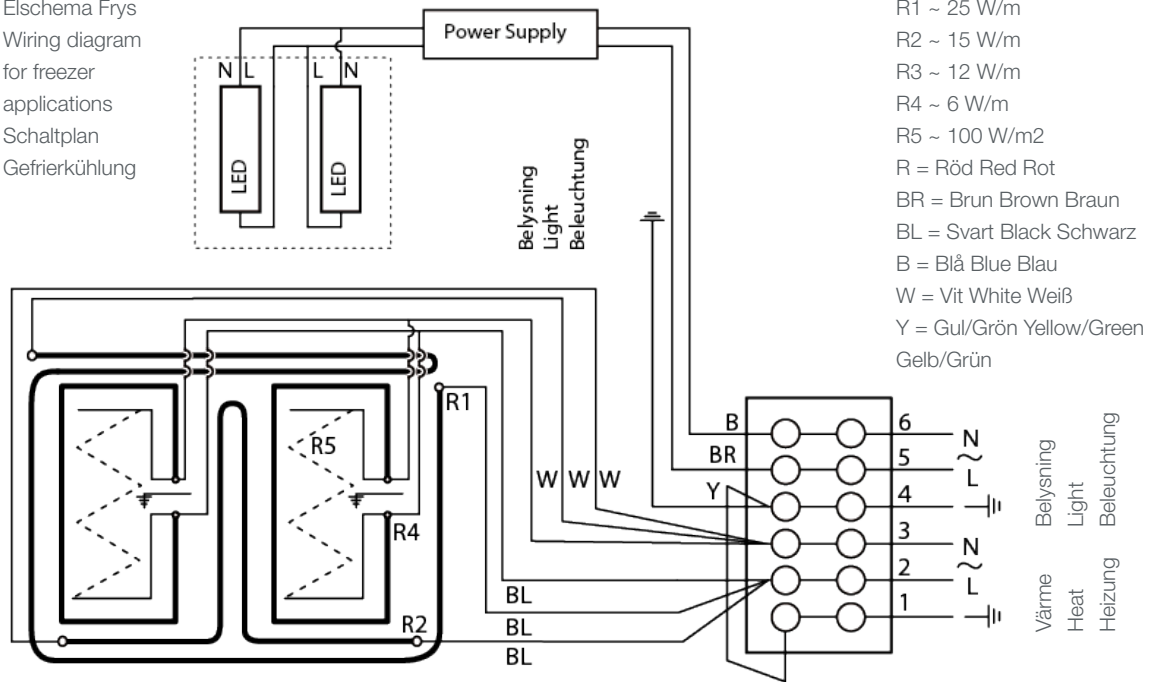 Elschema Frys
Wiring diagram
for freezer
applications
Schaltplan
Gefrierkühlung
Power Supply
N L L N
LED LED
Belysning
Light
Beleuchtung
R1 ~ 25 W/m
R2 ~ 15 W/m
R3 ~ 12 W/m
R4 ~ 6 W/m
R5 ~ 100 W/m2
R = Röd Red Rot
BR = Brun Brown Braun
BL = Svart Black Schwarz
B = Blå Blue Blau
W = Vit White Weiß
Y = Gul/Grön Yellow/Green
Gelb/Grün
R1
R5
R4
R2
W W W
B
BR
Y
BL
BL
BL
6
5
4
3
2
1
N
~
L
N
~
L
Belysning
Light
Beleuchtung
Värme
Heat
Heizung